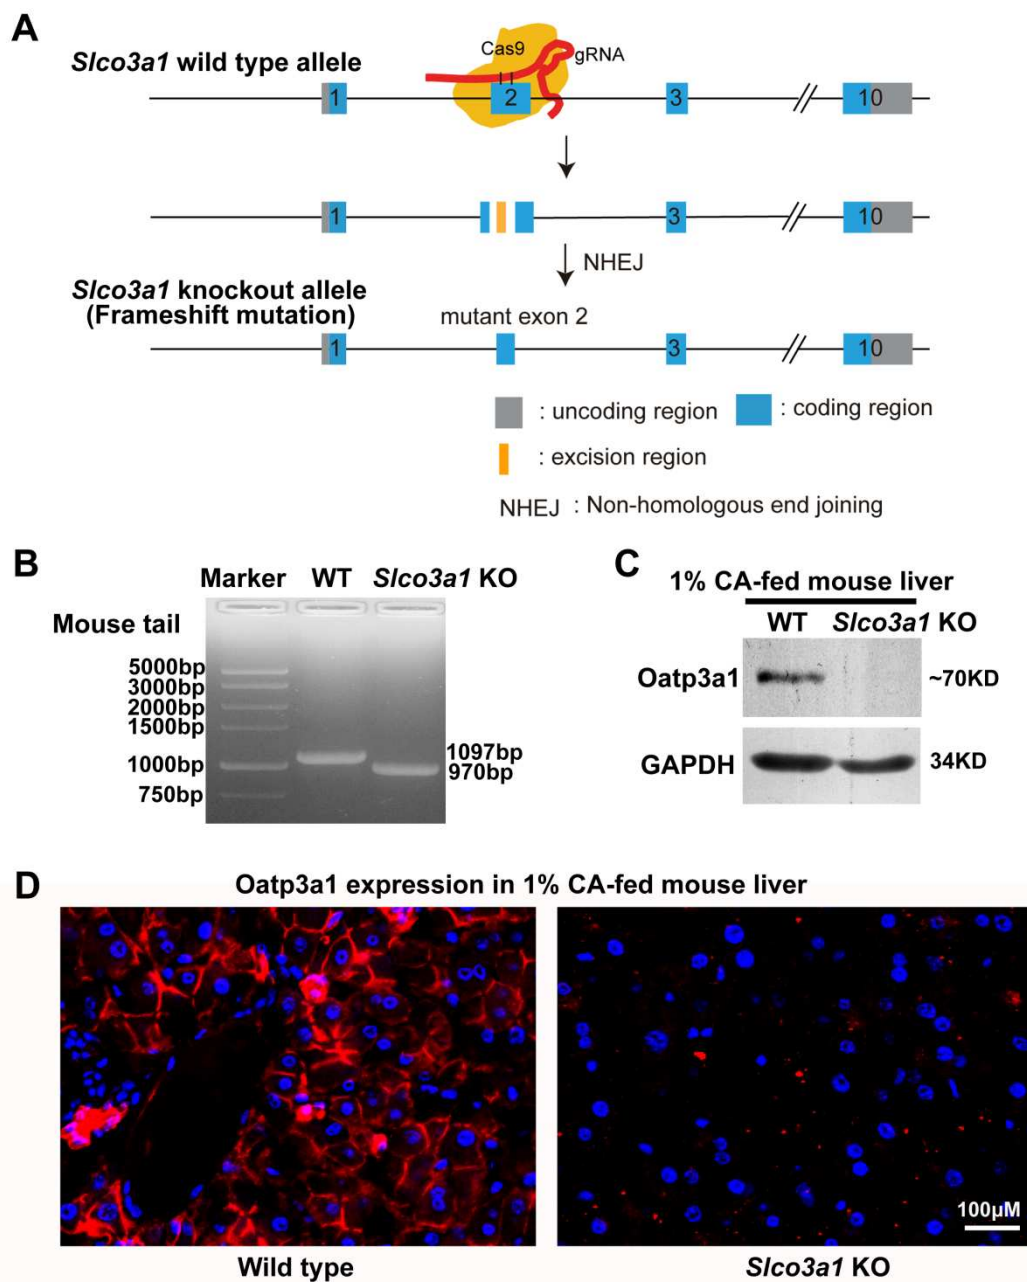 A
Slco3a1 wild type allele
Cas9
gRNA
1 2 3 10
1 3 10
NHEJ
Slco3a1 knockout allele
(Frameshift mutation)
mutant exon 2
1 3 10
: uncoding region : coding region
: excision region
NHEJ : Non-homologous end joining
B
Marker WT Slco3a1 KO
Mouse tail
5000bp
3000bp
2000bp
1500bp
1000bp
750bp
1097bp
970bp
C
1% CA-fed mouse liver
WT Slco3a1 KO
Oatp3a1 ~70KD
GAPDH 34KD
D
Oatp3a1 expression in 1% CA-fed mouse liver
100µM
Wild type Slco3a1 KO